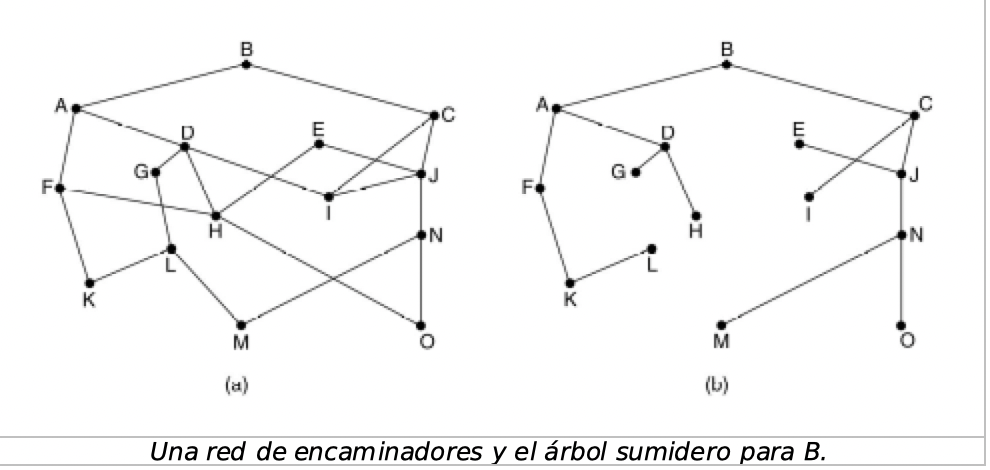 B B
A C A C
D E D E
G J G J
F F
H I H I
N N
L L
K K
M O M O
(a) (b)
Una red de encaminadores y el árbol sumidero para B.